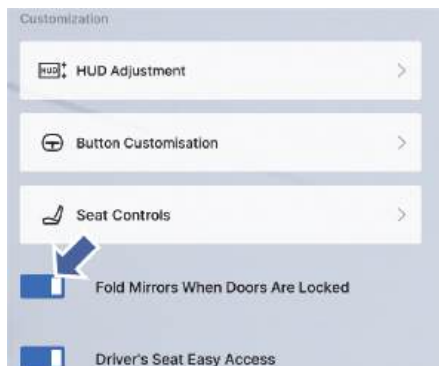 Customization
HUD HUD Adjustment
Button Customisation
Seat Controls
Fold Mirrors When Doors Are Locked
Driver's Seat Easy Access